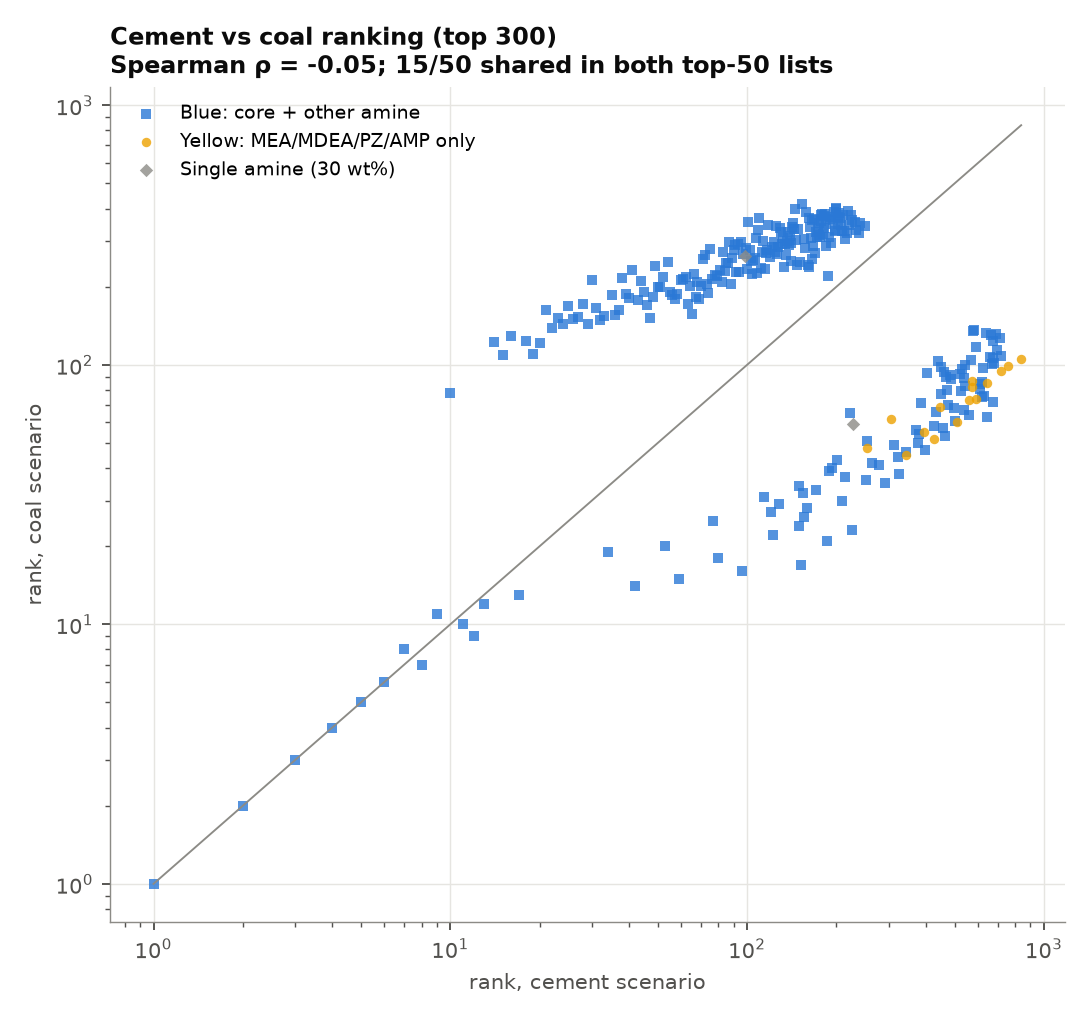 Cement vs coal ranking (top 300)
Spearman ρ = -0.05; 15/50 shared in both top-50 lists
Blue: core + other amine
Yellow: MEA/MDEA/PZ/AMP only
Single amine (30 wt%)
rank, coal scenario
10³
10²
10¹
10⁰
10⁰ 10¹ 10² 10³
rank, cement scenario